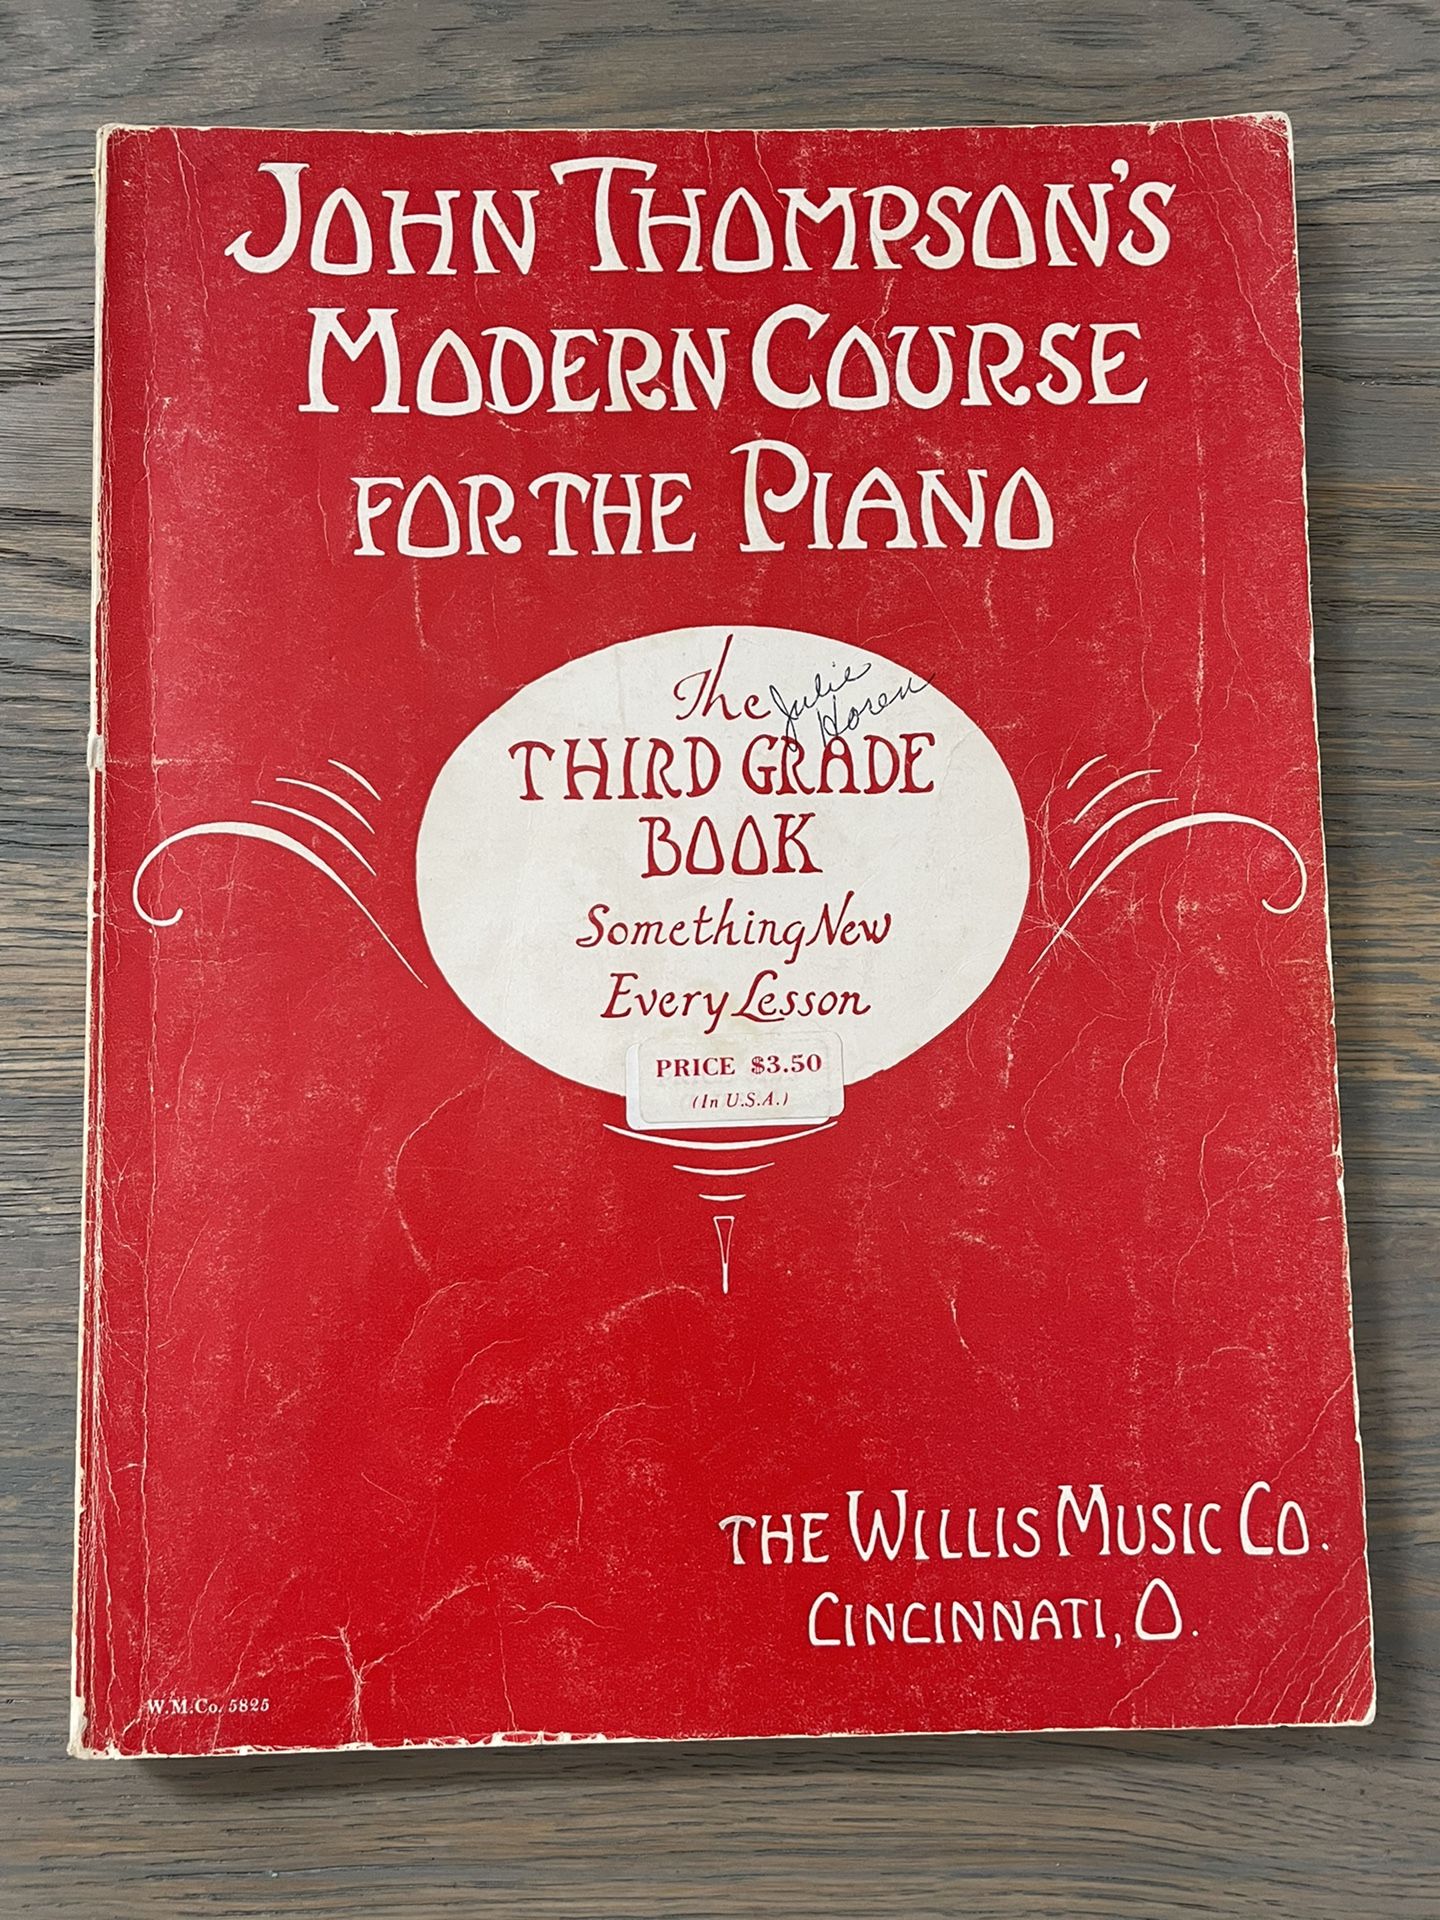 JOHN THOMPSON'S
MODERN COURSE
FOR THE PIANO
The
Julie
Horen
THIRD GRADE
BOOK
Something New
Every Lesson
PRICE $3.50
(In U.S.A.)
THE WILLIS MUSIC CO.
CINCINNATI, O.
W.M.Co. 5825